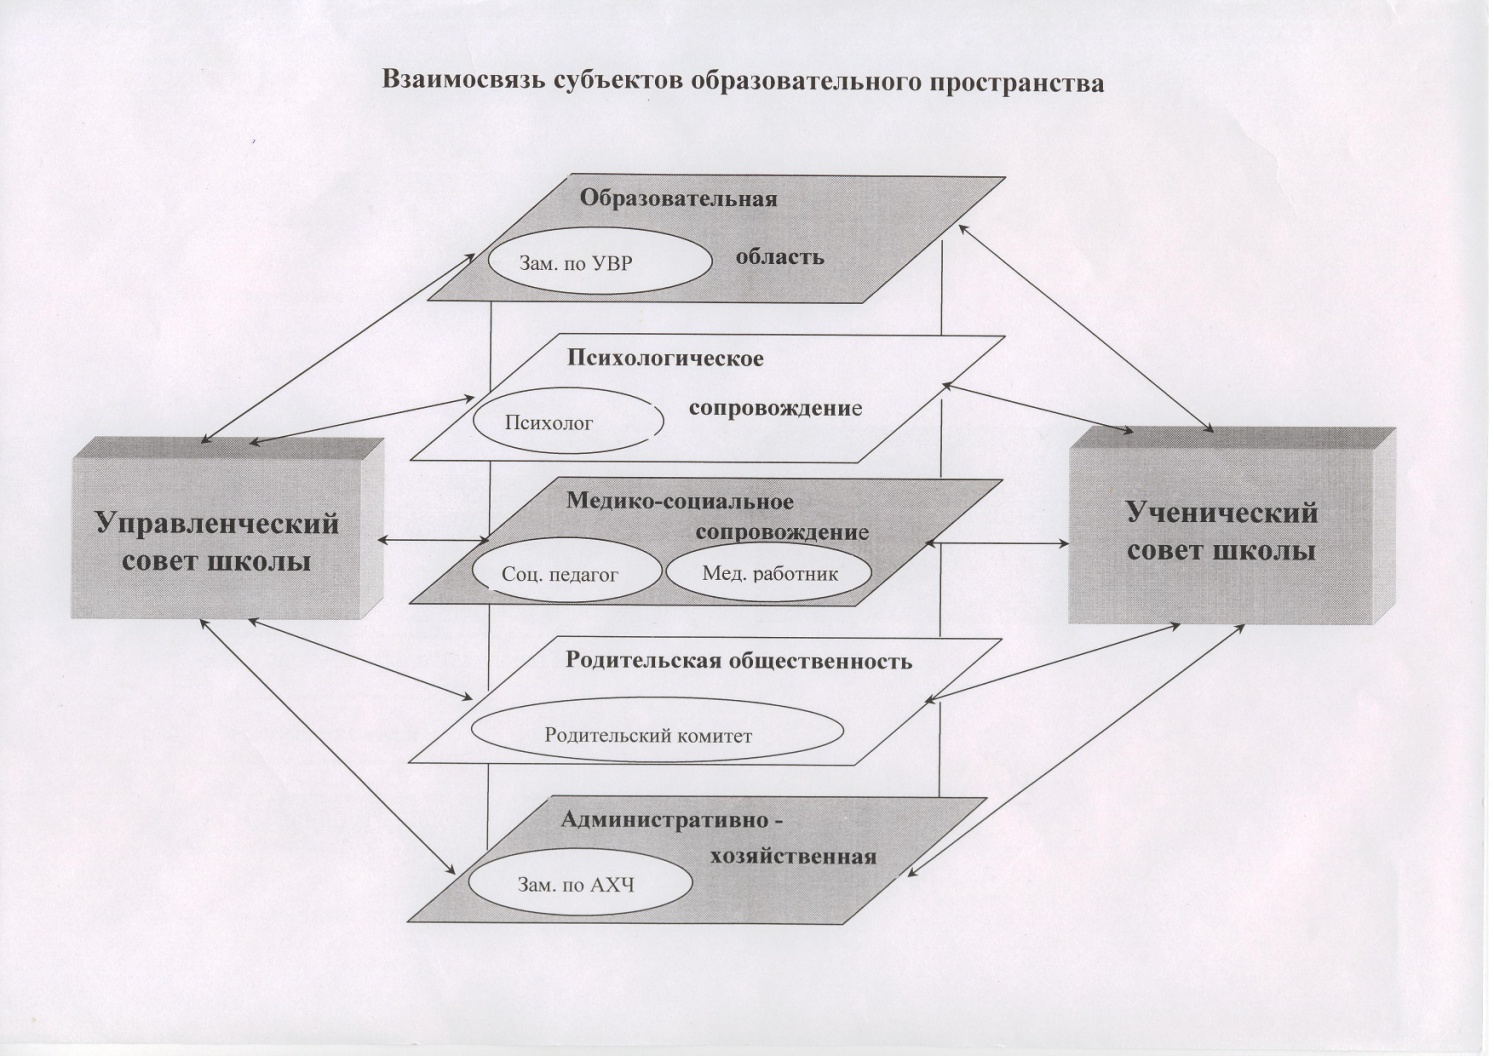 Взаимосвязь субъектов образовательного пространства
Образовательная
область
Зам. по УВР
Психологическое
сопровождение
Психолог
Управленческий
совет школы
Медико-социальное
сопровождение
Соц. педагог
Мед. работник
Ученический
совет школы
Родительская общественность
Родительский комитет
Административно -
хозяйственная
Зам. по АХЧ